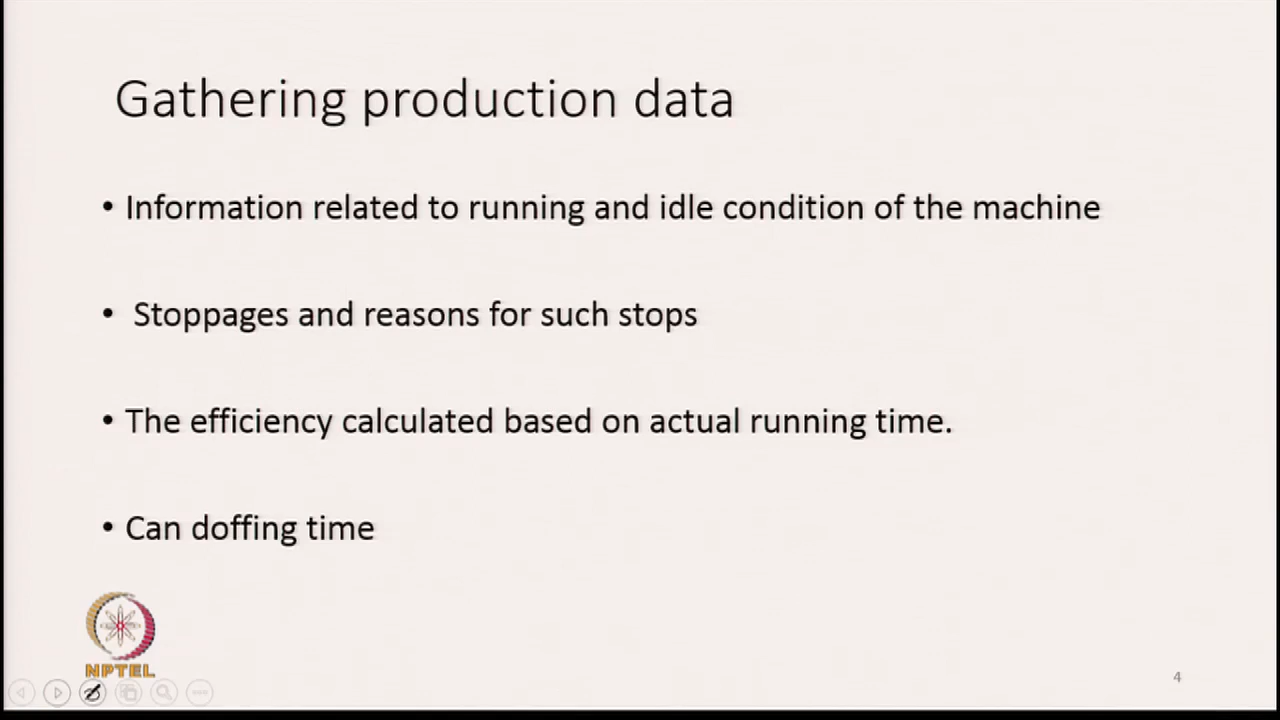 Gathering production data
• Information related to running and idle condition of the machine
• Stoppages and reasons for such stops
• The efficiency calculated based on actual running time.
• Can doffing time
NPTEL
4